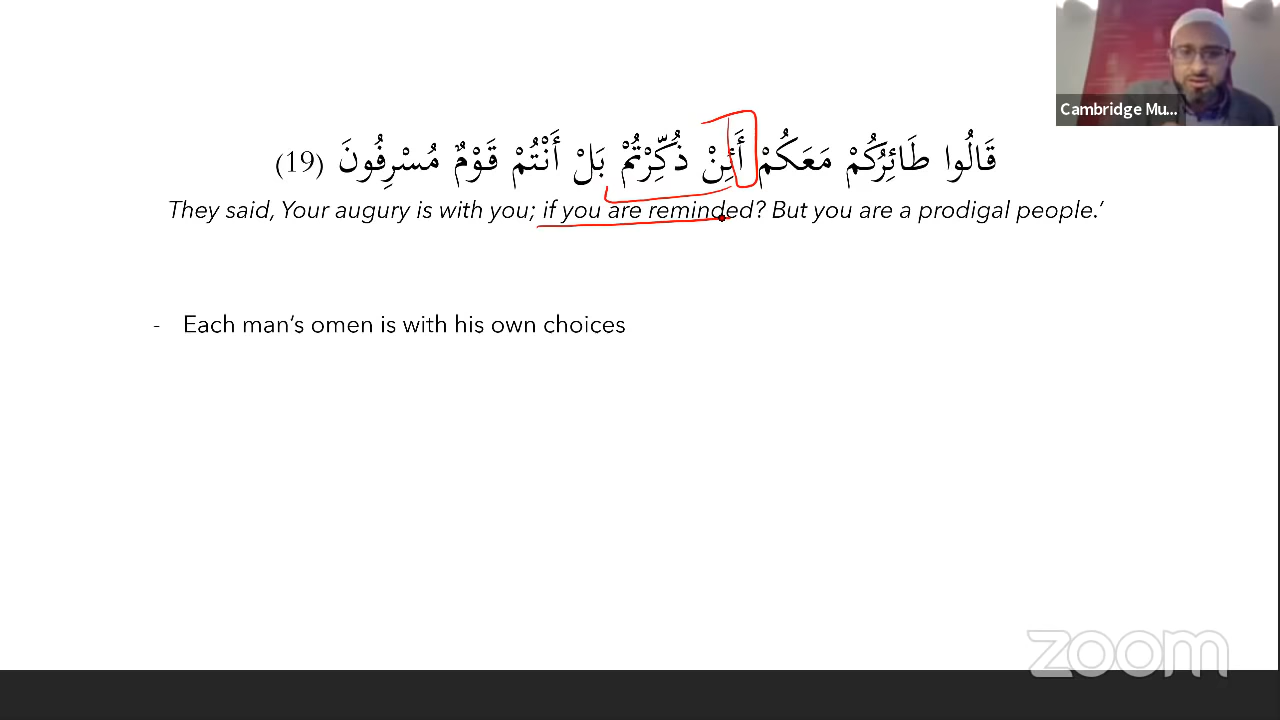 Cambridge Mu...
قَالُوا طَائِرُكُمْ مَعَكُمْ أَئِنْ ذُكِّرْتُمْ بَلْ أَنْتُمْ قَوْمٌ مُسْرِفُونَ (19)
They said, Your augury is with you; if you are reminded? But you are a prodigal people.’
- Each man’s omen is with his own choices
zoom